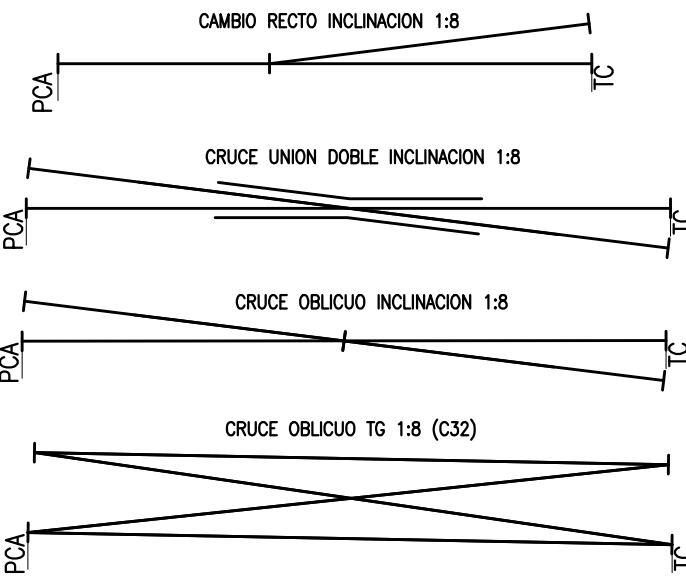 CAMBIO RECTO INCLINACION 1:8
PCA
TC
CRUCE UNION DOBLE INCLINACION 1:8
PCA
TC
CRUCE OBLICUO INCLINACION 1:8
PCA
TC
CRUCE OBLICUO TG 1:8 (C32)
PCA
TC